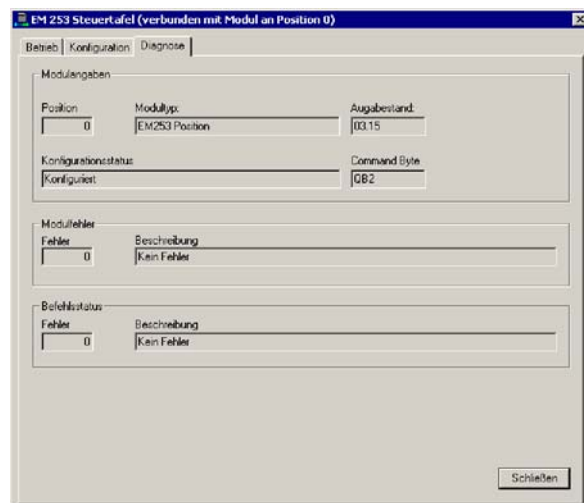 EM 253 Steuertafel (verbunden mit Modul an Position 0)
Betrieb Konfiguration Diagnose
Modulangaben
Position Modultyp: Augabestand:
0 EM253 Position 03.15
Konfigurationsstatus Command Byte
Konfiguriert QB2
Modulfehler
Fehler Beschreibung
0 Kein Fehler
Befehlsstatus
Fehler Beschreibung
0 Kein Fehler
Schließen